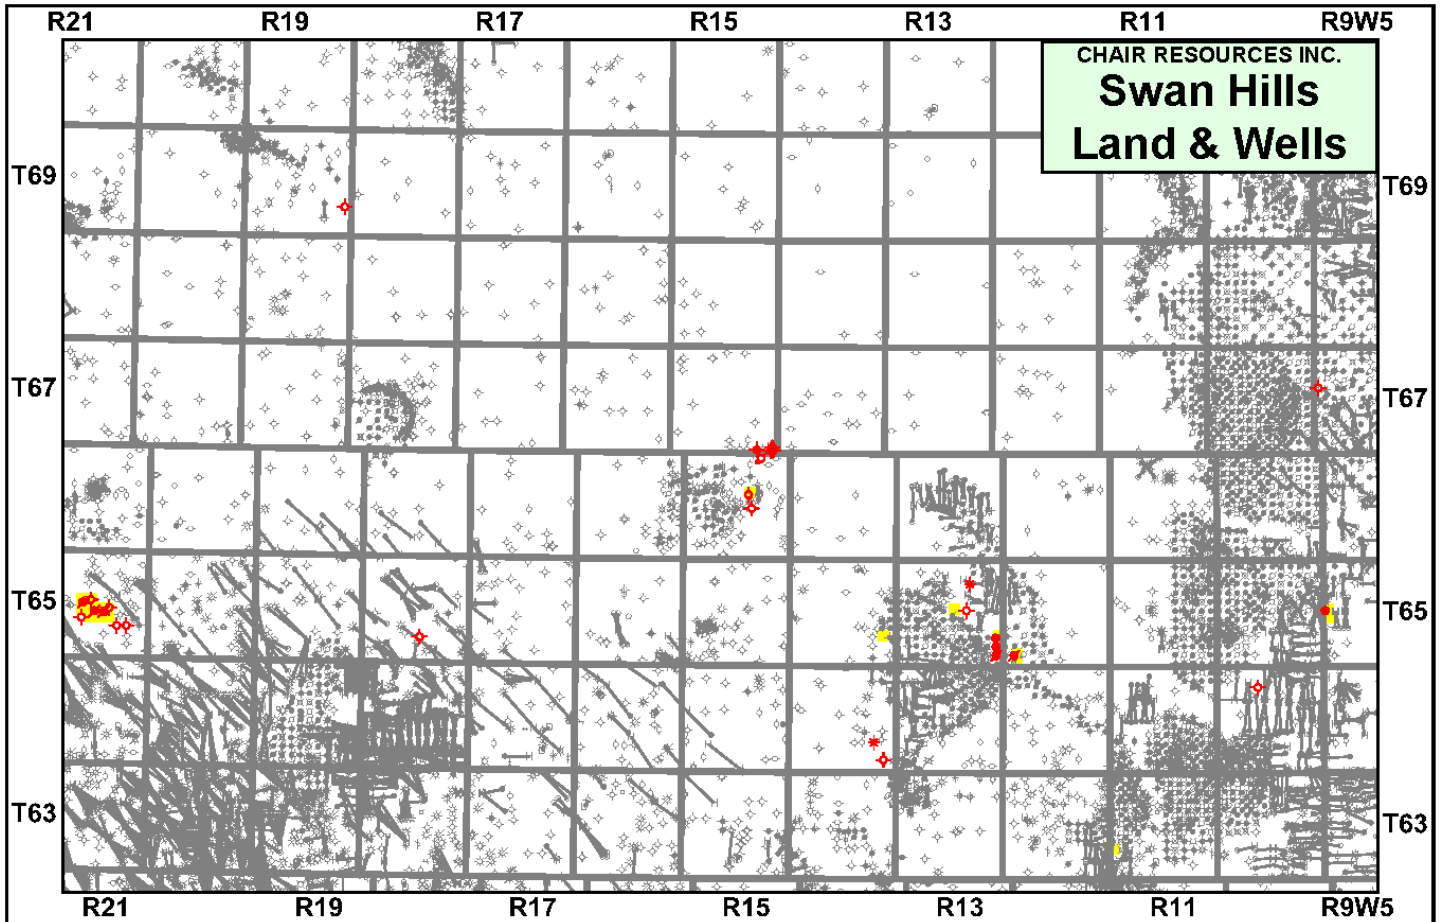 R21 R19 R17 R15 R13 R11 R9W5
CHAIR RESOURCES INC.
Swan Hills
Land & Wells
T69 T69
T67 T67
T65 T65
T63 T63
R21 R19 R17 R15 R13 R11 R9W5